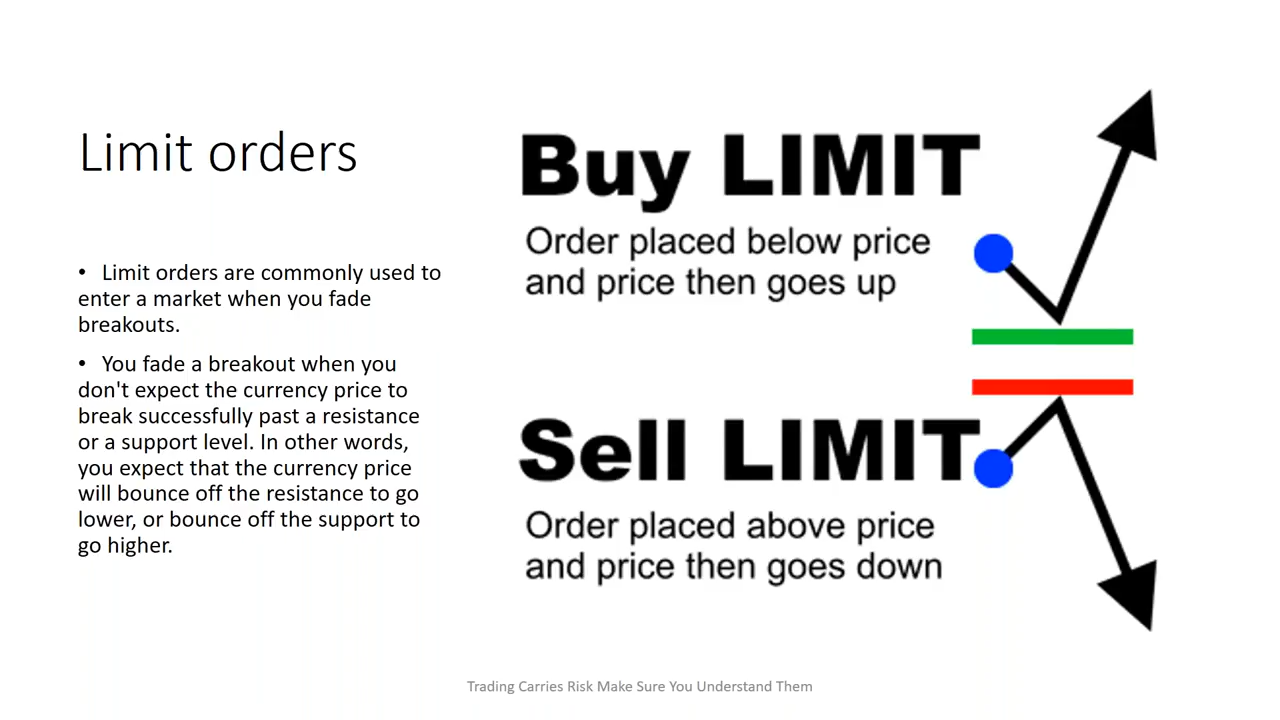 Limit orders
• Limit orders are commonly used to
enter a market when you fade
breakouts.
• You fade a breakout when you
don't expect the currency price to
break successfully past a resistance
or a support level. In other words,
you expect that the currency price
will bounce off the resistance to go
lower, or bounce off the support to
go higher.
Buy LIMIT
Order placed below price
and price then goes up
Sell LIMIT
Order placed above price
and price then goes down
Trading Carries Risk Make Sure You Understand Them